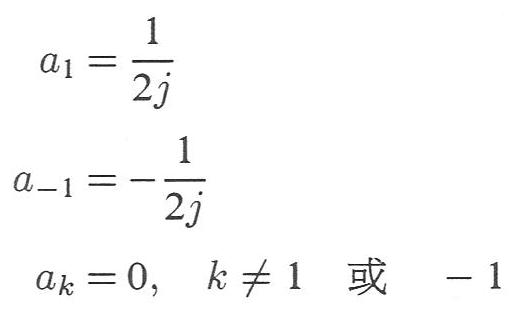 a₁ = 1/2j
a₋₁ = −1/2j
aₖ = 0, k ≠ 1 或 − 1